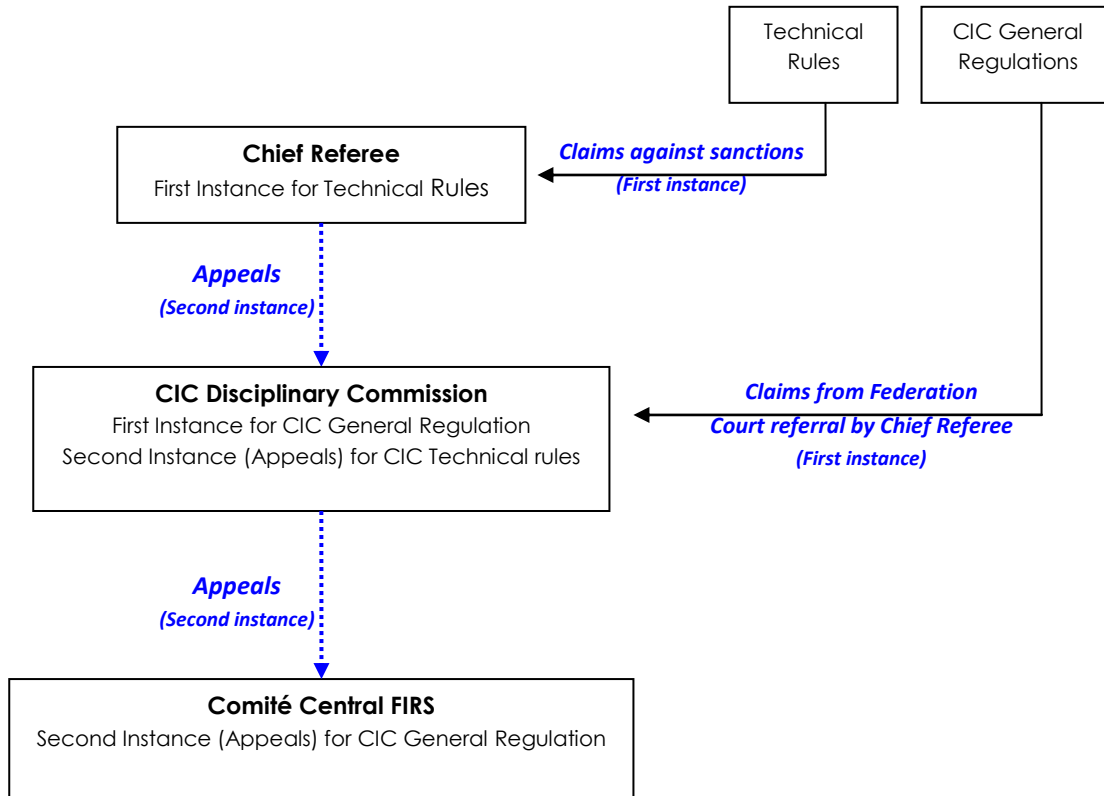 Technical
Rules
CIC General
Regulations
Chief Referee
First Instance for Technical Rules
Claims against sanctions
(First instance)
Appeals
(Second instance)
CIC Disciplinary Commission
First Instance for CIC General Regulation
Second Instance (Appeals) for CIC Technical rules
Claims from Federation
Court referral by Chief Referee
(First instance)
Appeals
(Second instance)
Comité Central FIRS
Second Instance (Appeals) for CIC General Regulation